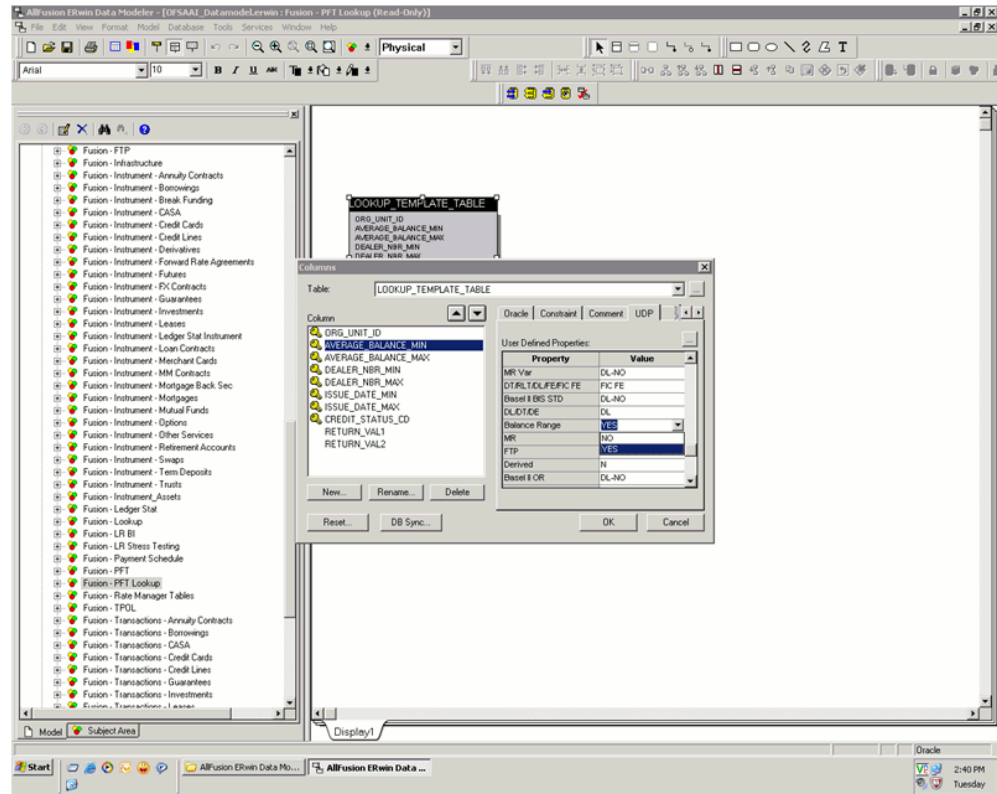 AllFusion ERwin Data Modeler - [OFSAAI_DatamodeLerwin : Fusion - PFT Lookup (Read-Only)]
File Edit View Format Model Database Tools Services Window Help
Physical
Arial 10 B I U
Fusion - FTP
Fusion - Infrastructure
Fusion - Instrument - Annuity Contracts
Fusion - Instrument - Borrowings
Fusion - Instrument - Break Funding
Fusion - Instrument - CASA
Fusion - Instrument - Credit Cards
Fusion - Instrument - Credit Lines
Fusion - Instrument - Derivatives
Fusion - Instrument - Forward Rate Agreements
Fusion - Instrument - Futures
Fusion - Instrument - FX Contracts
Fusion - Instrument - Guarantees
Fusion - Instrument - Investments
Fusion - Instrument - Leases
Fusion - Instrument - Ledger Stat Instrument
Fusion - Instrument - Loan Contracts
Fusion - Instrument - Merchant Cards
Fusion - Instrument - MM Contracts
Fusion - Instrument - Mortgage Back Sec
Fusion - Instrument - Mortgages
Fusion - Instrument - Mutual Funds
Fusion - Instrument - Options
Fusion - Instrument - Other Services
Fusion - Instrument - Retirement Accounts
Fusion - Instrument - Swaps
Fusion - Instrument - Term Deposits
Fusion - Instrument - Trusts
Fusion - Instrument_Assets
Fusion - Ledger Stat
Fusion - Lookup
Fusion - LR BI
Fusion - LR Stress Testing
Fusion - Payment Schedule
Fusion - PFT
Fusion - PFT Lookup
Fusion - Rate Manager Tables
Fusion - TPOL
Fusion - Transactions - Annuity Contracts
Fusion - Transactions - Borrowings
Fusion - Transactions - CASA
Fusion - Transactions - Credit Cards
Fusion - Transactions - Credit Lines
Fusion - Transactions - Guarantees
Fusion - Transactions - Investments
Fusion - Transactions - Leases
Model Subject Area
LOOKUP_TEMPLATE_TABLE
ORG_UNIT_ID
AVERAGE_BALANCE_MIN
AVERAGE_BALANCE_MAX
DEALER_NBR_MIN
DEALER_NBR_MAX
Columns
Table: LOOKUP_TEMPLATE_TABLE
Column
ORG_UNIT_ID
AVERAGE_BALANCE_MIN
AVERAGE_BALANCE_MAX
DEALER_NBR_MIN
DEALER_NBR_MAX
ISSUE_DATE_MIN
ISSUE_DATE_MAX
CREDIT_STATUS_CD
RETURN_VAL1
RETURN_VAL2
New... Rename... Delete
Reset... DB Sync...
Oracle Constraint Comment UDP
User Defined Properties:
Property Value
MR Var DL-NO
DT/RLT/DL/FE/FIC FE FIC FE
Basel II BIS STD DL-NO
DL/DT/DE DL
Balance Range YES
MR NO
FTP YES
Derived N
Basel II OR DL-NO
OK Cancel
Display1
Oracle
Start AllFusion ERwin Data Mo... AllFusion ERwin Data ... 2:40 PM
Tuesday